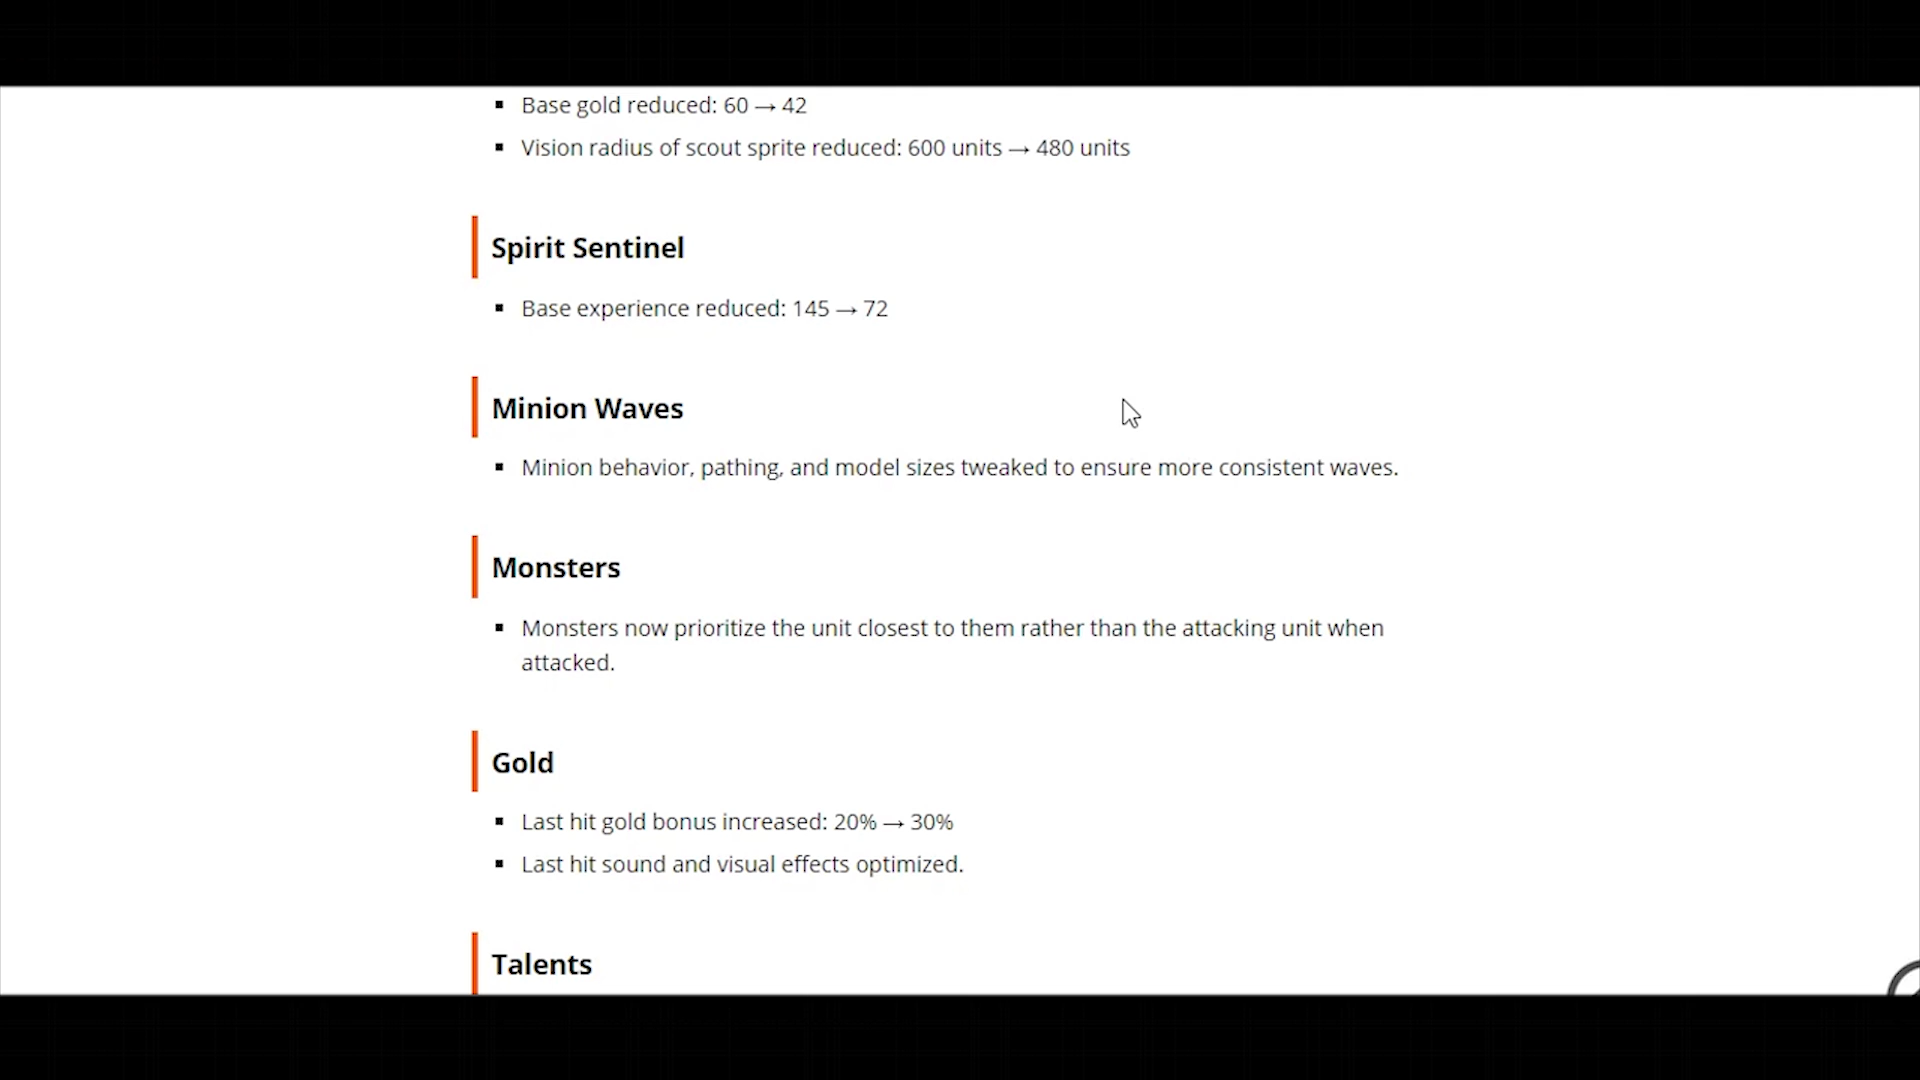 ▪ Base gold reduced: 60 → 42
▪ Vision radius of scout sprite reduced: 600 units → 480 units
Spirit Sentinel
▪ Base experience reduced: 145 → 72
Minion Waves
▪ Minion behavior, pathing, and model sizes tweaked to ensure more consistent waves.
Monsters
▪ Monsters now prioritize the unit closest to them rather than the attacking unit when
attacked.
Gold
▪ Last hit gold bonus increased: 20% → 30%
▪ Last hit sound and visual effects optimized.
Talents